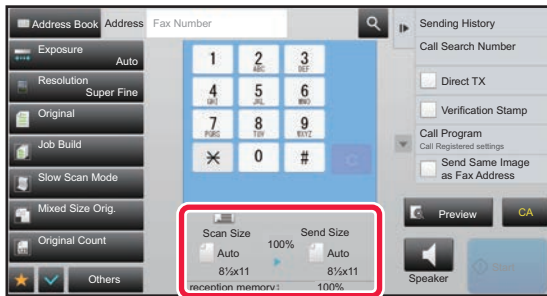 Address Book Address Fax Number
Sending History
Exposure
Auto
Call Search Number
Resolution
Super Fine
Direct TX
Original
Verification Stamp
Job Build
Call Program
Call Registered settings
Slow Scan Mode
Send Same Image
as Fax Address
Mixed Size Orig.
Preview
CA
Original Count
Others
1
2
ABC
3
DEF
4
GHI
5
JKL
6
MNO
7
PQRS
8
TUV
9
WXYZ
0
#
C
Scan Size
Send Size
100%
Auto
Auto
8½x11
8½x11
reception memory: 100%
Speaker
Start